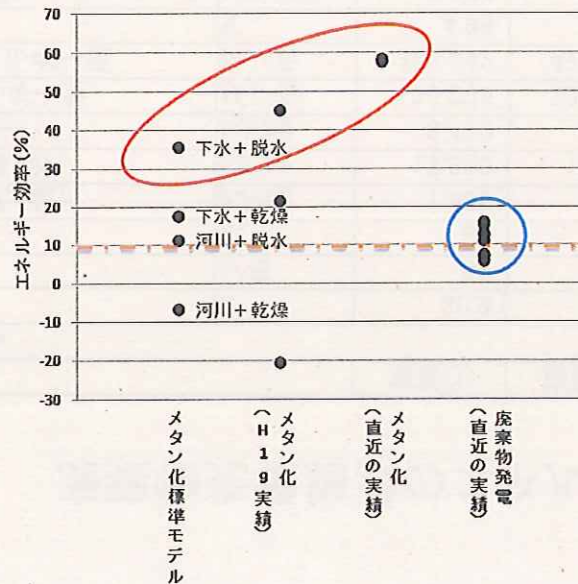 エネルギー効率(%)
70
60
50
40
30
20
10
0
-10
-20
-30
下水＋脱水
下水＋乾燥
河川＋脱水
河川＋乾燥
メタン化標準モデル
メタン化
(H19実績)
メタン化
(直近の実績)
廃棄物発電
(直近の実績)